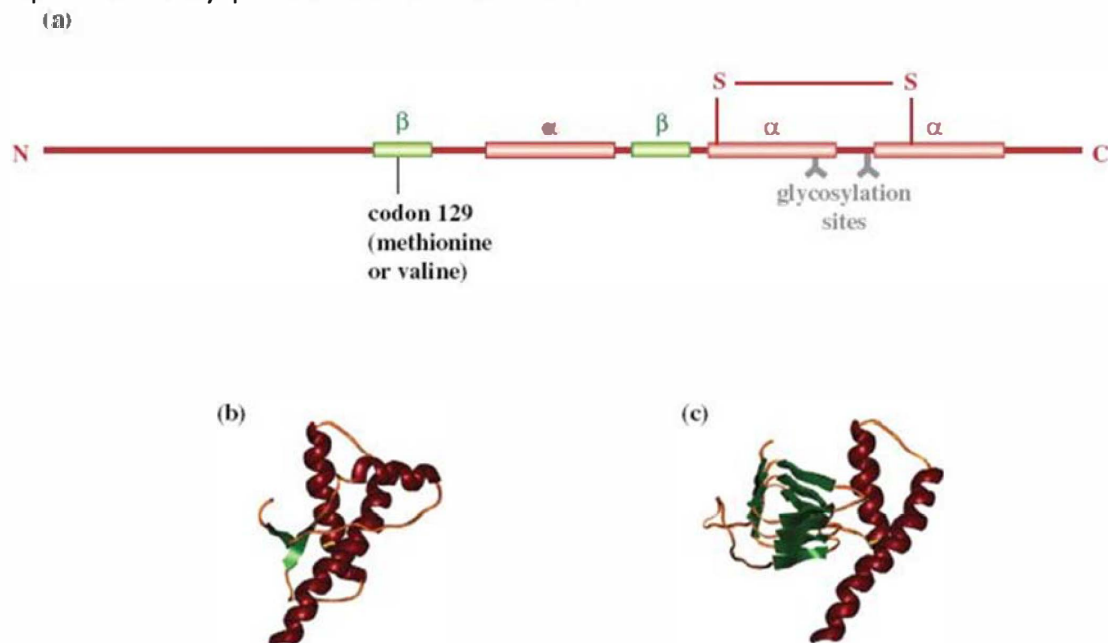 (a)
S S
β α β α α
N C
glycosylation
sites
codon 129
(methionine
or valine)
(b) (c)